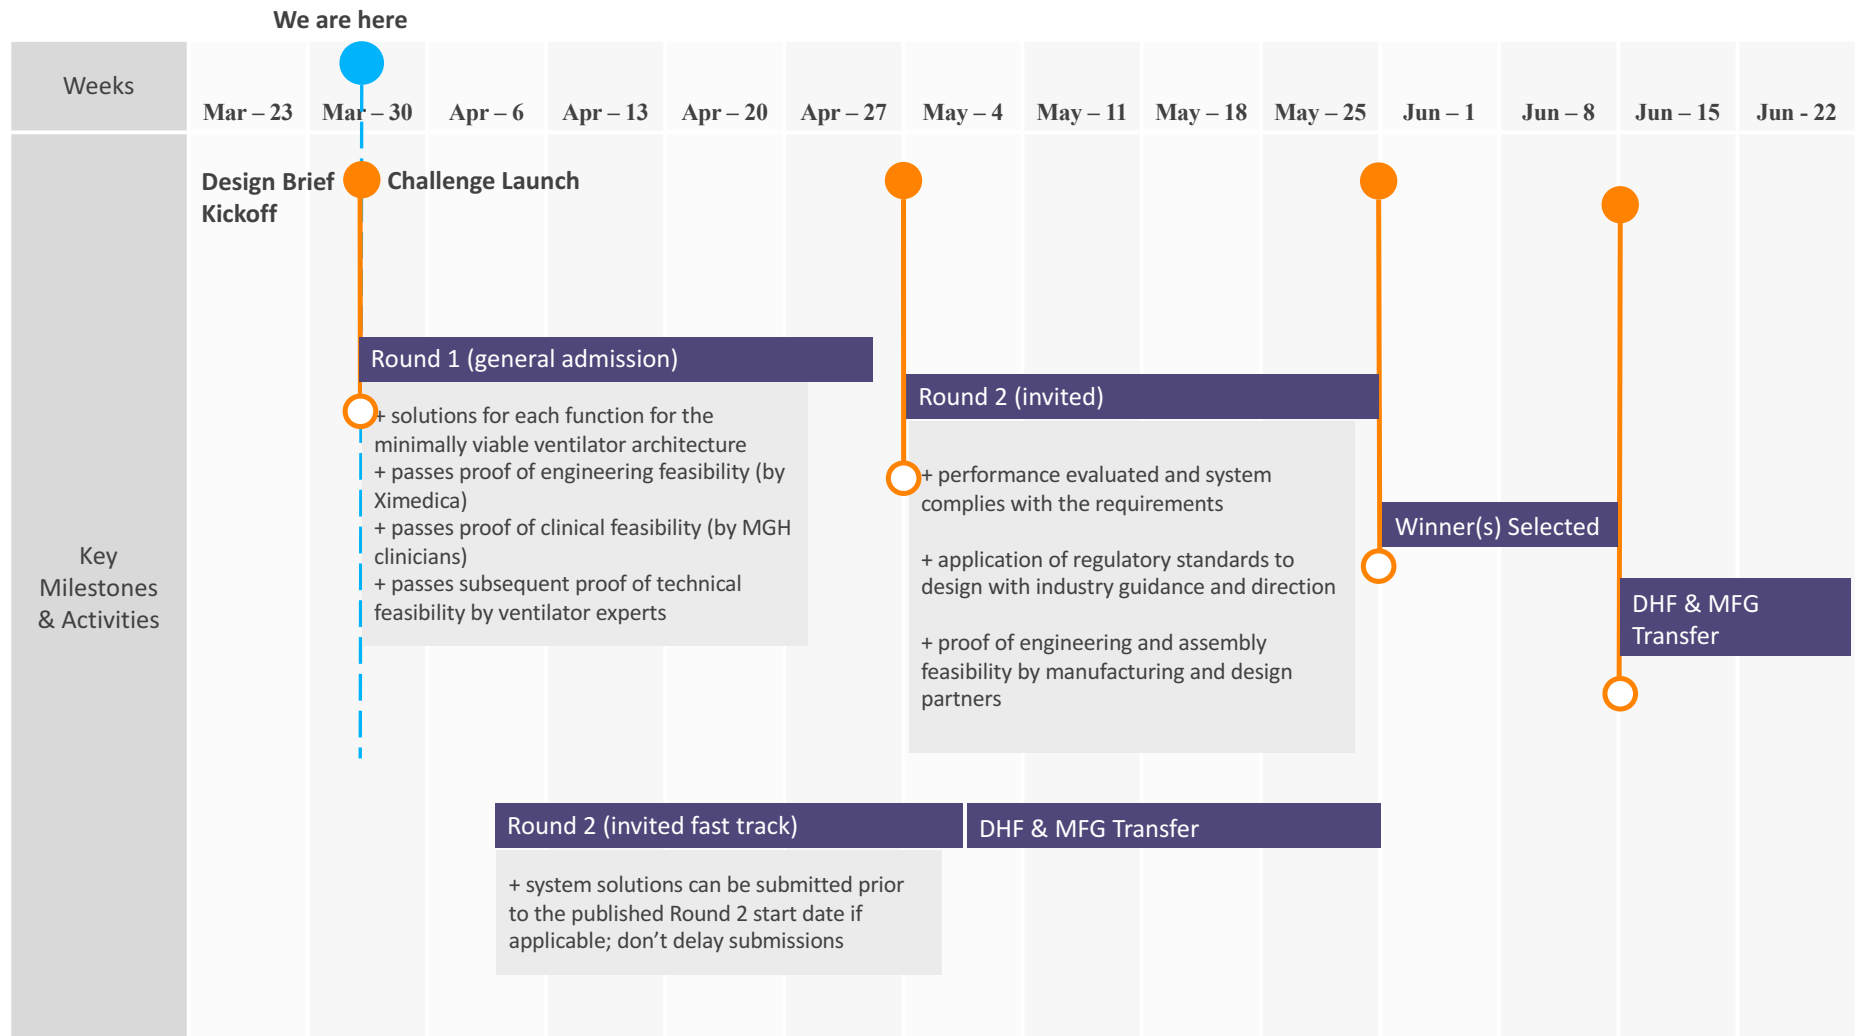 We are here
Weeks
Mar – 23
Mar – 30
Apr – 6
Apr – 13
Apr – 20
Apr – 27
May – 4
May – 11
May – 18
May – 25
Jun – 1
Jun – 8
Jun – 15
Jun - 22
Key
Milestones
& Activities
Design Brief
Kickoff
Challenge Launch
Round 1 (general admission)
+ solutions for each function for the
minimally viable ventilator architecture
+ passes proof of engineering feasibility (by
Ximedica)
+ passes proof of clinical feasibility (by MGH
clinicians)
+ passes subsequent proof of technical
feasibility by ventilator experts
Round 2 (invited)
+ performance evaluated and system
complies with the requirements
+ application of regulatory standards to
design with industry guidance and direction
+ proof of engineering and assembly
feasibility by manufacturing and design
partners
Winner(s) Selected
DHF & MFG
Transfer
Round 2 (invited fast track)
DHF & MFG Transfer
+ system solutions can be submitted prior
to the published Round 2 start date if
applicable; don’t delay submissions